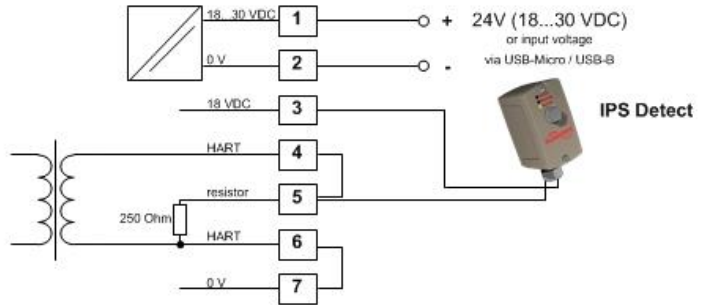 18...30 VDC
1
+
24V (18...30 VDC)
or input voltage
0 V
2
-
via USB-Micro / USB-B
18 VDC
3
IPS Detect
HART
4
resistor
5
250 Ohm
HART
6
0 V
7